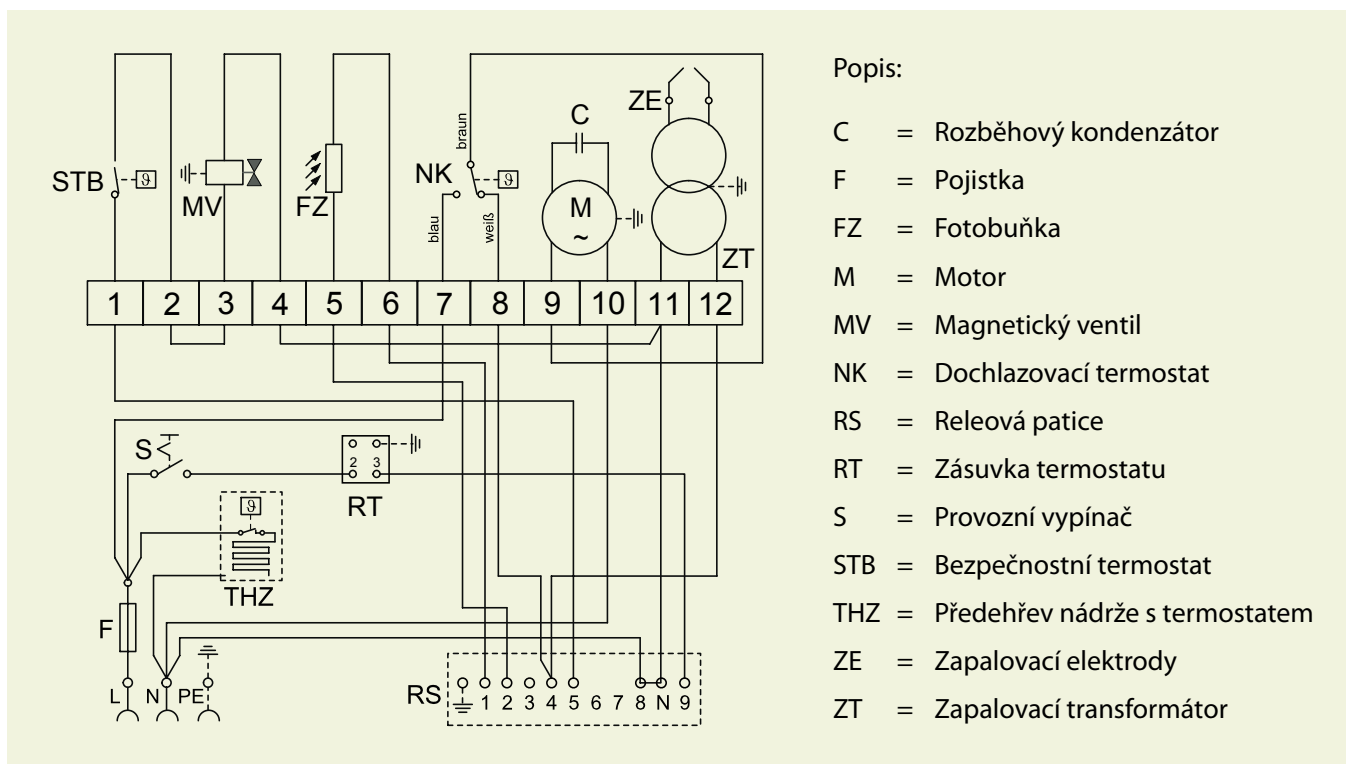 braun
ZE
C
STB
ϑ
MV
FZ
NK
ϑ
blau
weiß
M
~
ZT
1 2 3 4 5 6 7 8 9 10 11 12
S
2 3
RT
ϑ
THZ
F
L N PE
RS
1 2 3 4 5 6 7 8 N 9
Popis:
C = Rozběhový kondenzátor
F = Pojistka
FZ = Fotobuňka
M = Motor
MV = Magnetický ventil
NK = Dochlazovací termostat
RS = Releová patice
RT = Zásuvka termostatu
S = Provozní vypínač
STB = Bezpečnostní termostat
THZ = Předehřev nádrže s termostatem
ZE = Zapalovací elektrody
ZT = Zapalovací transformátor